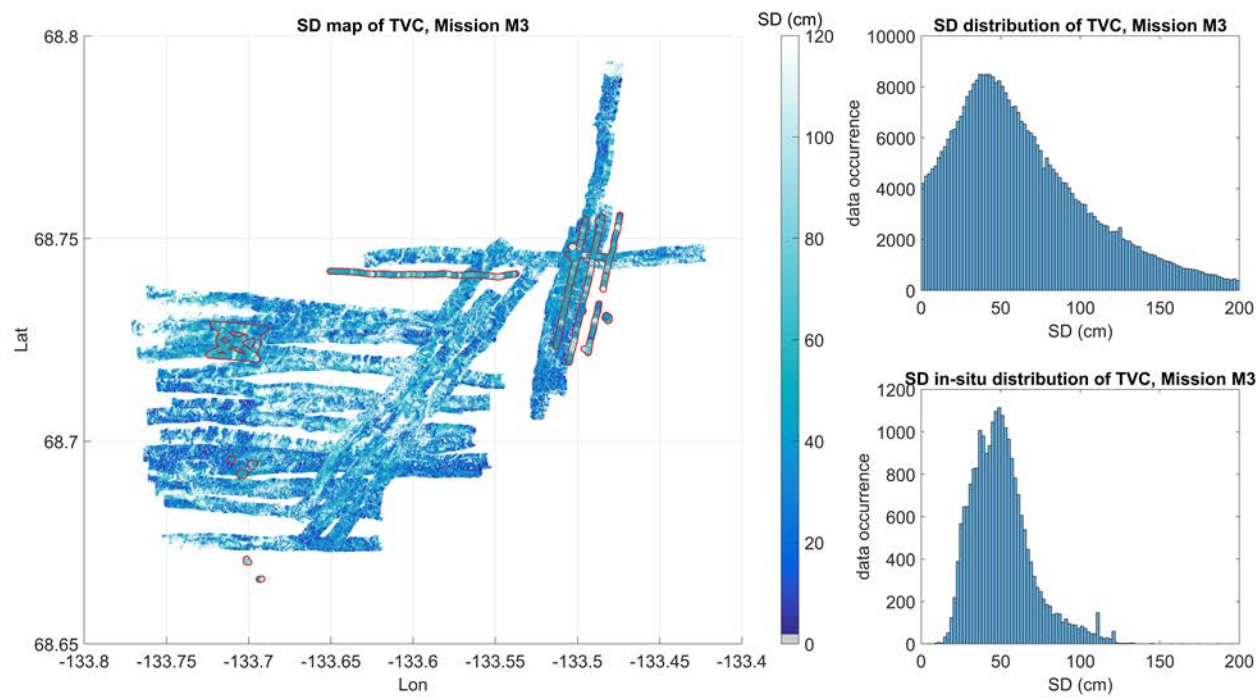 SD map of TVC, Mission M3
SD (cm)
68.8
68.75
68.7
68.65
Lat
-133.8 -133.75 -133.7 -133.65 -133.6 -133.55 -133.5 -133.45 -133.4
Lon
120
100
80
60
40
20
0
SD distribution of TVC, Mission M3
10000
8000
6000
4000
2000
0
data occurrence
0 50 100 150 200
SD (cm)
SD in-situ distribution of TVC, Mission M3
1200
1000
800
600
400
200
0
data occurrence
0 50 100 150 200
SD (cm)